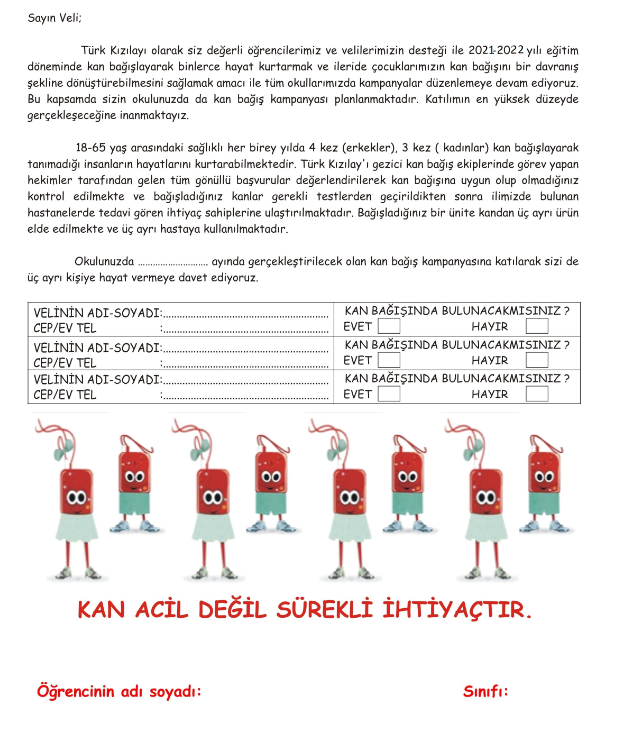 Sayın Veli;
Türk Kızılayı olarak siz değerli öğrencilerimiz ve velilerimizin desteği ile 2021-2022 yılı eğitim
döneminde kan bağışlayarak binlerce hayat kurtarmak ve ileride çocuklarımızın kan bağışını bir davranış
şekline dönüştürebilmesini sağlamak amacı ile tüm okullarımızda kampanyalar düzenlemeye devam ediyoruz.
Bu kapsamda sizin okulunuzda da kan bağış kampanyası planlanmaktadır. Katılımın en yüksek düzeyde
gerçekleşeceğine inanmaktayız.
18-65 yaş arasındaki sağlıklı her birey yılda 4 kez (erkekler), 3 kez ( kadınlar) kan bağışlayarak
tanımadığı insanların hayatlarını kurtarabilmektedir. Türk Kızılay'ı gezici kan bağış ekiplerinde görev yapan
hekimler tarafından gelen tüm gönüllü başvurular değerlendirilerek kan bağışına uygun olup olmadığınız
kontrol edilmekte ve bağışladığınız kanlar gerekli testlerden geçirildikten sonra ilimizde bulunan
hastanelerde tedavi gören ihtiyaç sahiplerine ulaştırılmaktadır. Bağışladığınız bir ünite kandan üç ayrı ürün
elde edilmekte ve üç ayrı hastaya kullanılmaktadır.
Okulunuzda .......................... ayında gerçekleştirilecek olan kan bağış kampanyasına katılarak sizi de
üç ayrı kişiye hayat vermeye davet ediyoruz.
VELİNİN ADI-SOYADI:....................................................... KAN BAĞIŞINDA BULUNACAKMISINIZ ?
CEP/EV TEL :....................................................... EVET HAYIR
VELİNİN ADI-SOYADI:....................................................... KAN BAĞIŞINDA BULUNACAKMISINIZ ?
CEP/EV TEL :....................................................... EVET HAYIR
VELİNİN ADI-SOYADI:....................................................... KAN BAĞIŞINDA BULUNACAKMISINIZ ?
CEP/EV TEL :....................................................... EVET HAYIR
KAN ACİL DEĞİL SÜREKLİ İHTİYAÇTIR.
Öğrencinin adı soyadı: Sınıfı: